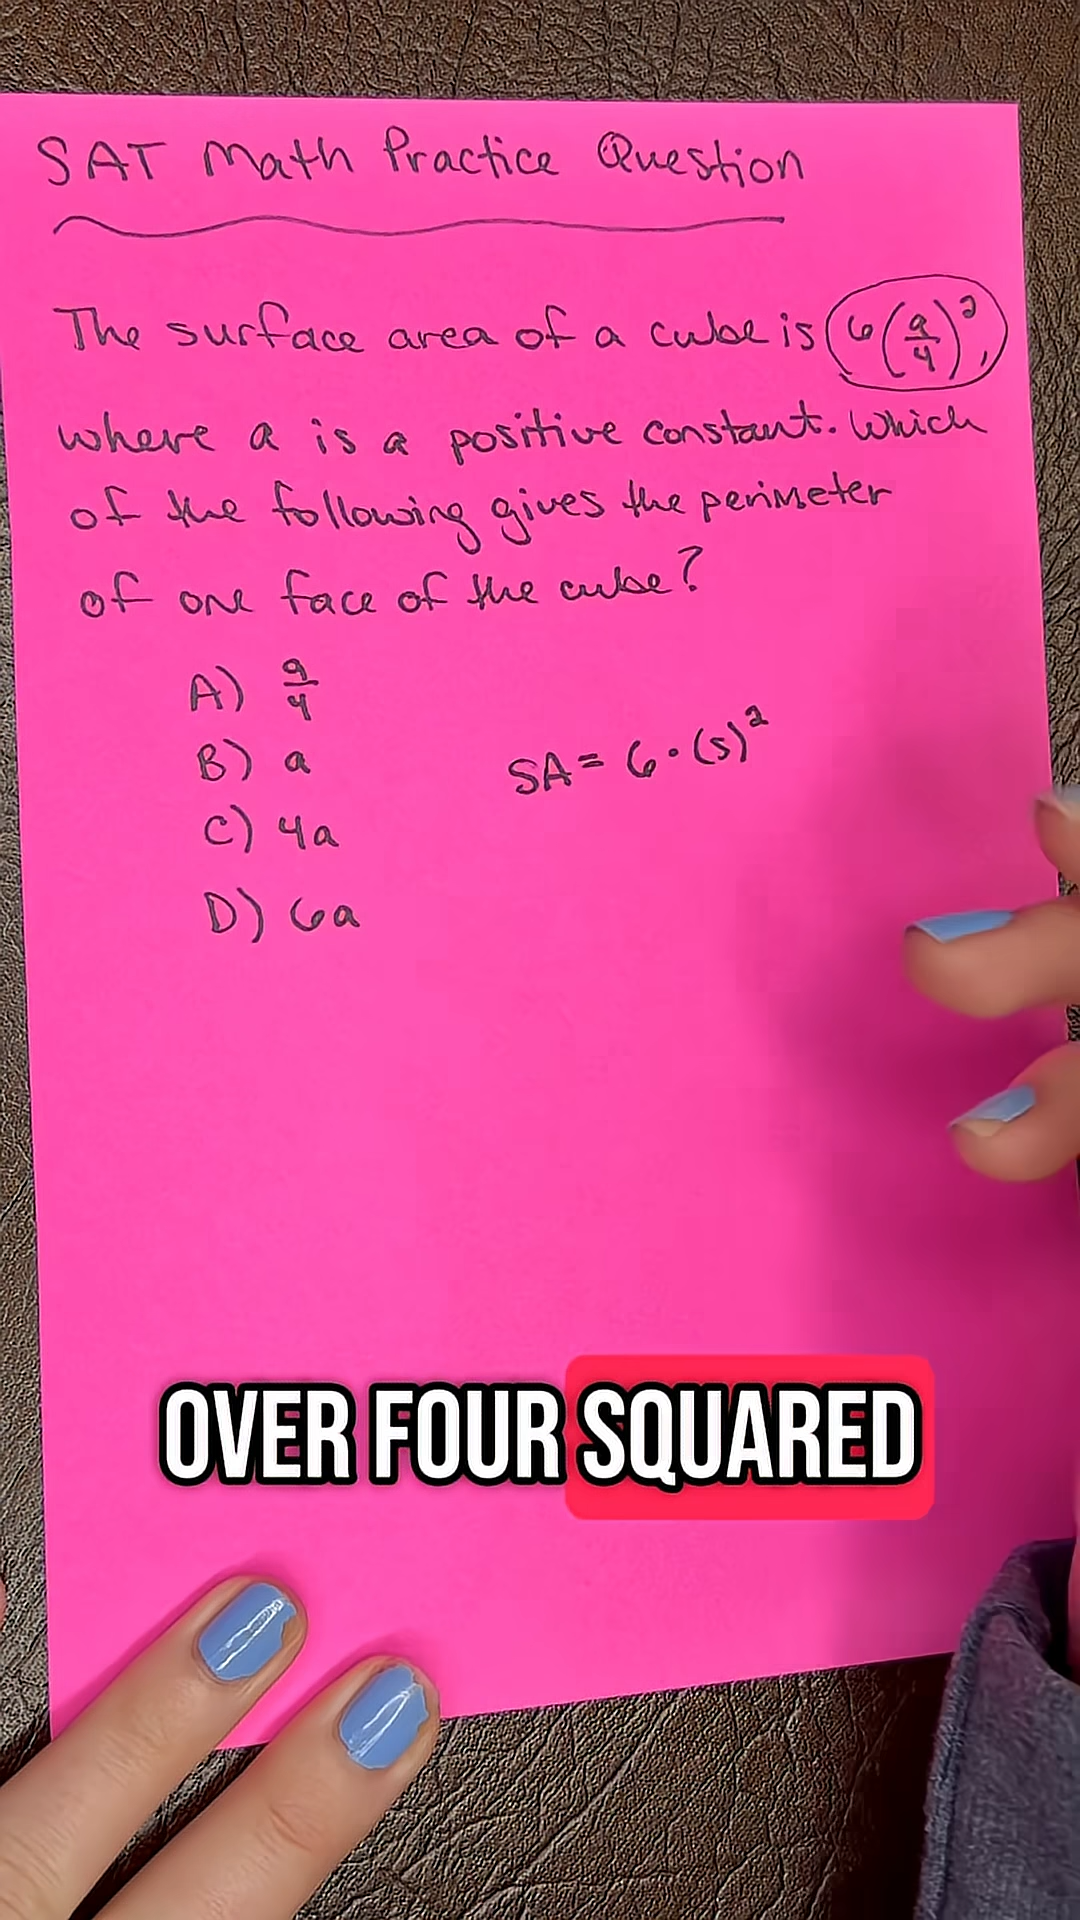 SAT Math Practice Question
The surface area of a cube is 6(a/4)²,
where a is a positive constant. Which
of the following gives the perimeter
of one face of the cube?
A) a/4
B) a
C) 4a
D) 6a
SA = 6 · (s)²
OVER FOUR SQUARED